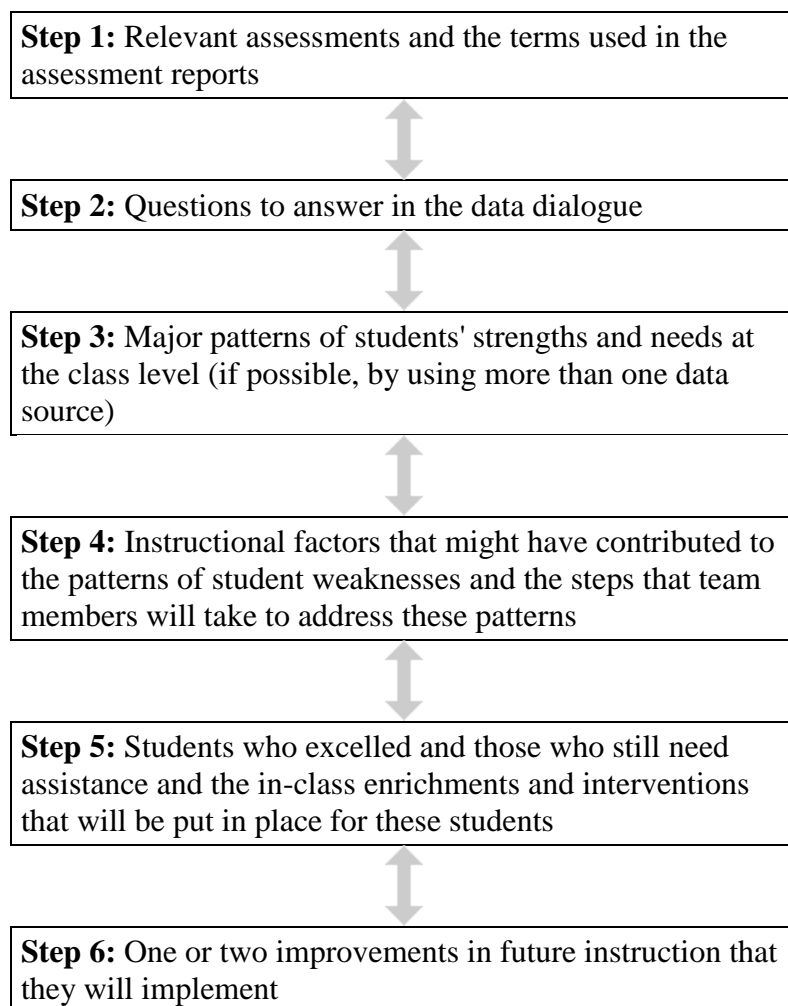 Step 1: Relevant assessments and the terms used in the
assessment reports
Step 2: Questions to answer in the data dialogue
Step 3: Major patterns of students' strengths and needs at
the class level (if possible, by using more than one data
source)
Step 4: Instructional factors that might have contributed to
the patterns of student weaknesses and the steps that team
members will take to address these patterns
Step 5: Students who excelled and those who still need
assistance and the in-class enrichments and interventions
that will be put in place for these students
Step 6: One or two improvements in future instruction that
they will implement